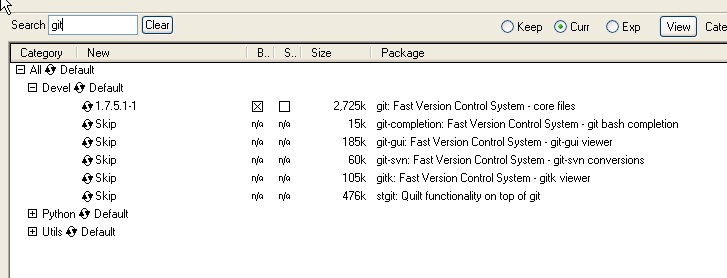 Search git Clear Keep Curr Exp View Cate
Category New B.. S.. Size Package
All Default
Devel Default
1.7.5.1-1 2,725k git: Fast Version Control System - core files
Skip n/a n/a 15k git-completion: Fast Version Control System - git bash completion
Skip n/a n/a 185k git-gui: Fast Version Control System - git-gui viewer
Skip n/a n/a 60k git-svn: Fast Version Control System - git-svn conversions
Skip n/a n/a 105k gitk: Fast Version Control System - gitk viewer
Skip n/a n/a 476k stgit: Quilt functionality on top of git
Python Default
Utils Default